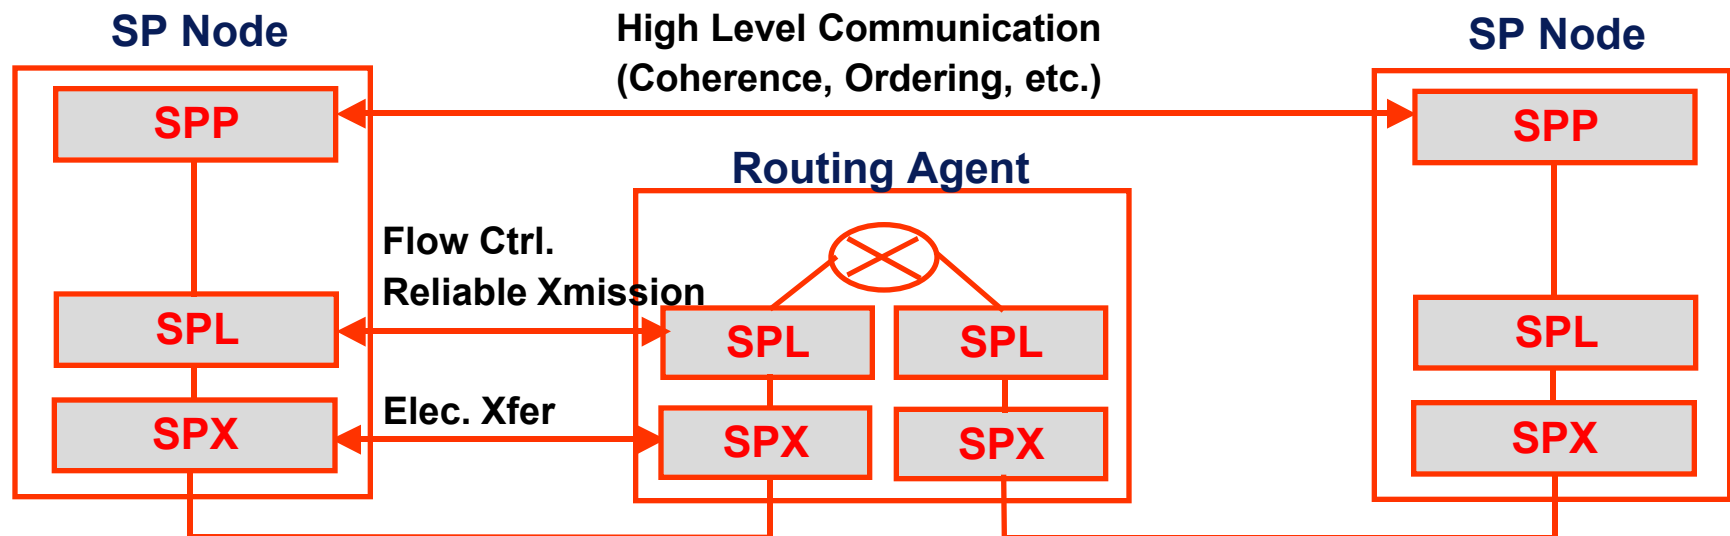 SP Node
High Level Communication
(Coherence, Ordering, etc.)
SP Node
SPP
SPP
Routing Agent
Flow Ctrl.
Reliable Xmission
SPL
SPL
SPL
SPL
Elec. Xfer
SPX
SPX
SPX
SPX